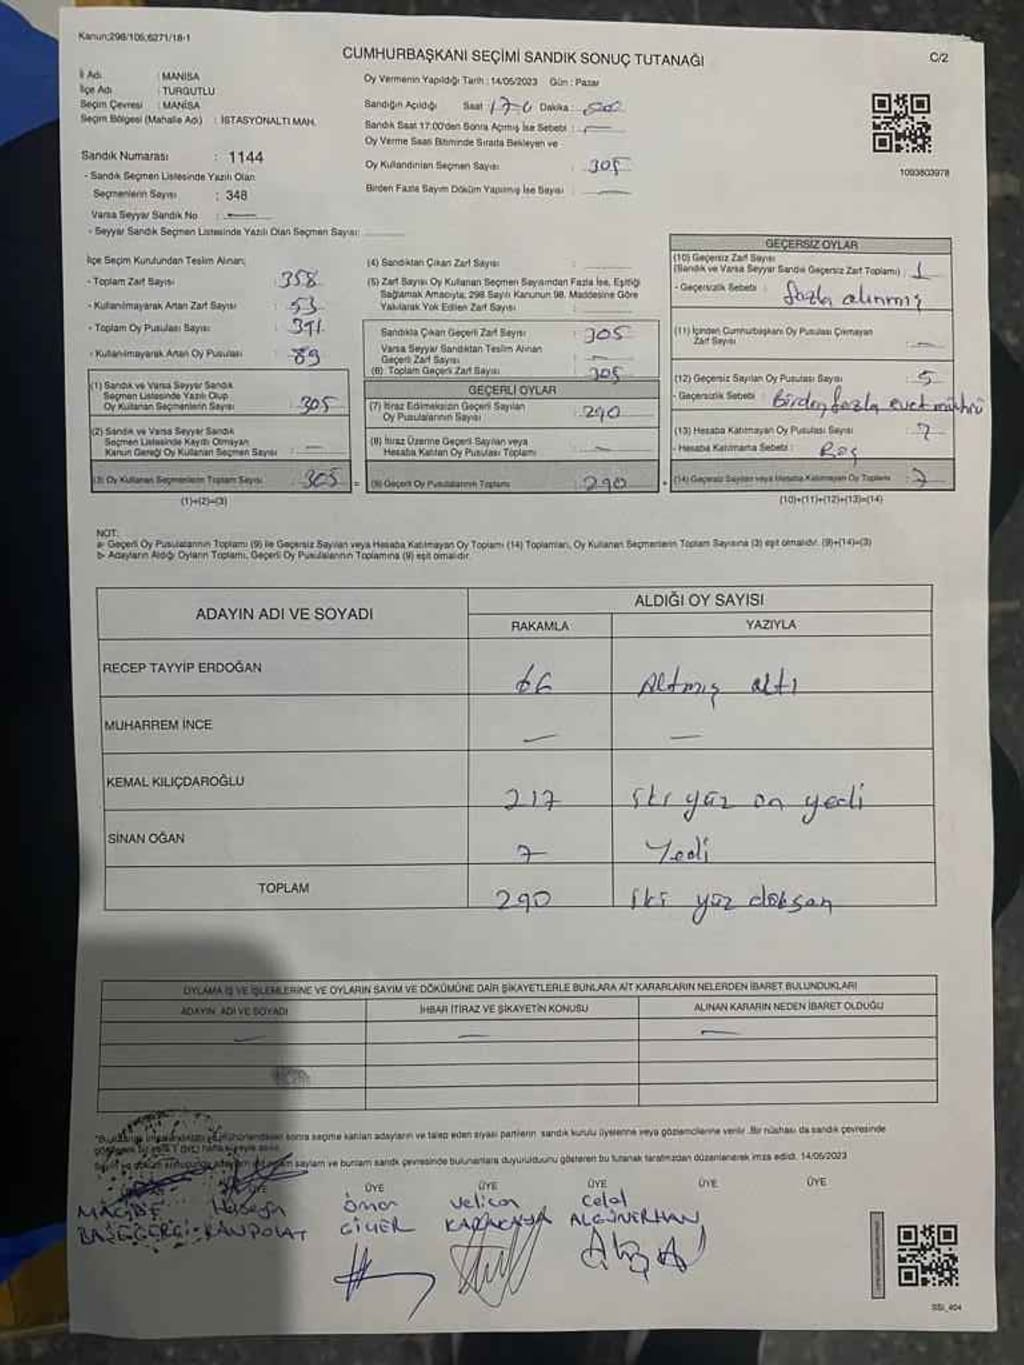 Kanun;298/105;6271/18-1
CUMHURBAŞKANI SEÇİMİ SANDIK SONUÇ TUTANAĞI
C/2
İl Adı : MANİSA
İlçe Adı : TURGUTLU
Seçim Çevresi : MANİSA
Seçim Bölgesi (Mahalle Adı) : İSTASYONALTI MAH.
Oy Vermenin Yapıldığı Tarih : 14/05/2023 Gün : Pazar
Sandığın Açıldığı Saat Dakika :
Sandık Saat 17:00'den Sonra Açmış İse Sebebi :
Oy Verme Saati Bitiminde Sırada Bekleyen ve
Oy Kullandırılan Seçmen Sayısı : 305
Birden Fazla Sayım Döküm Yapılmış İse Sayısı :
Sandık Numarası : 1144
- Sandık Seçmen Listesinde Yazılı Olan
Seçmenlerin Sayısı : 348
Varsa Seyyar Sandık No :
- Seyyar Sandık Seçmen Listesinde Yazılı Olan Seçmen Sayısı:
1093803978
İlçe Seçim Kurulundan Teslim Alınan;
- Toplam Zarf Sayısı : 358
- Kullanılmayarak Artan Zarf Sayısı : 53
- Toplam Oy Pusulası Sayısı : 391
- Kullanılmayarak Artan Oy Pusulası : 89
(1) Sandık ve Varsa Seyyar Sandık
Seçmen Listesinde Yazılı Olup
Oy Kullanan Seçmenlerin Sayısı : 305
(2) Sandık ve Varsa Seyyar Sandık
Seçmen Listesinde Kaydı Olmayan
Kanun Gereği Oy Kullanan Seçmen Sayısı : —
(3) Oy Kullanan Seçmenlerin Toplam Sayısı : 305
(1)+(2)=(3)
(4) Sandıktan Çıkan Zarf Sayısı :
(5) Zarf Sayısı Oy Kullanan Seçmen Sayısından Fazla İse, Eşitliği
Sağlamak Amacıyla; 298 Sayılı Kanunun 98. Maddesine Göre
Yakılarak Yok Edilen Zarf Sayısı :
Sandıkta Çıkan Geçerli Zarf Sayısı : 305
Varsa Seyyar Sandıktan Teslim Alınan
Geçerli Zarf Sayısı : —
(6) Toplam Geçerli Zarf Sayısı : 305
GEÇERLİ OYLAR
(7) İtiraz Edilmeksizin Geçerli Sayılan
Oy Pusulalarının Sayısı : 290
(8) İtiraz Üzerine Geçerli Sayılan veya
Hesaba Katılan Oy Pusulası Toplamı : —
(9) Geçerli Oy Pusulalarının Toplamı : 290
GEÇERSİZ OYLAR
(10) Geçersiz Zarf Sayısı
(Sandık ve Varsa Seyyar Sandık Geçersiz Zarf Toplamı) : 1
- Geçersizlik Sebebi : fazla alınmış
(11) İçinden Cumhurbaşkanı Oy Pusulası Çıkmayan
Zarf Sayısı : —
(12) Geçersiz Sayılan Oy Pusulası Sayısı : 5
- Geçersizlik Sebebi : Birden fazla evet mührü
(13) Hesaba Katılmayan Oy Pusulası Sayısı : 7
- Hesaba Katılmama Sebebi : Boş
(14) Geçersiz Sayılan veya Hesaba Katılmayan Oy Toplamı : 7
(10)+(11)+(12)+(13)=(14)
NOT:
a- Geçerli Oy Pusulalarının Toplamı (9) ile Geçersiz Sayılan veya Hesaba Katılmayan Oy Toplamı (14) Toplamları, Oy Kullanan Seçmenlerin Toplam Sayısına (3) eşit olmalıdır. (9)+(14)=(3)
b- Adayların Aldığı Oyların Toplamı, Geçerli Oy Pusulalarının Toplamına (9) eşit olmalıdır.
ADAYIN ADI VE SOYADI
ALDIĞI OY SAYISI
RAKAMLA YAZIYLA
RECEP TAYYİP ERDOĞAN 66 Altmış altı
MUHARREM İNCE — —
KEMAL KILIÇDAROĞLU 217 iki yüz on yedi
SİNAN OĞAN 7 Yedi
TOPLAM 290 iki yüz doksan
OYLAMA İŞ VE İŞLEMLERİNE VE OYLARIN SAYIM VE DÖKÜMÜNE DAİR ŞİKAYETLERLE BUNLARA AİT KARARLARIN NELERDEN İBARET BULUNDUKLARI
ADAYIN ADI VE SOYADI İHBAR İTİRAZ VE ŞİKAYETİN KONUSU ALINAN KARARIN NEDEN İBARET OLDUĞU
sonra seçime katılan adayların ve talep eden siyasi partilerin sandık kurulu üyelerine veya gözlemcilerine verilir. Bir nüshası da sandık çevresinde
sayılmı ve bunların sandık çevresinde bulunanlara duyurulduunu gösteren bu tutanak tarafımızdan düzenlenerek imza edildi. 14/05/2023
ÜYE ÜYE ÜYE ÜYE ÜYE ÜYE
Hüseyin Ömer Velican Celal
KANPOLAT KARAKAYA ALGÜNERHAN
SSİ_404